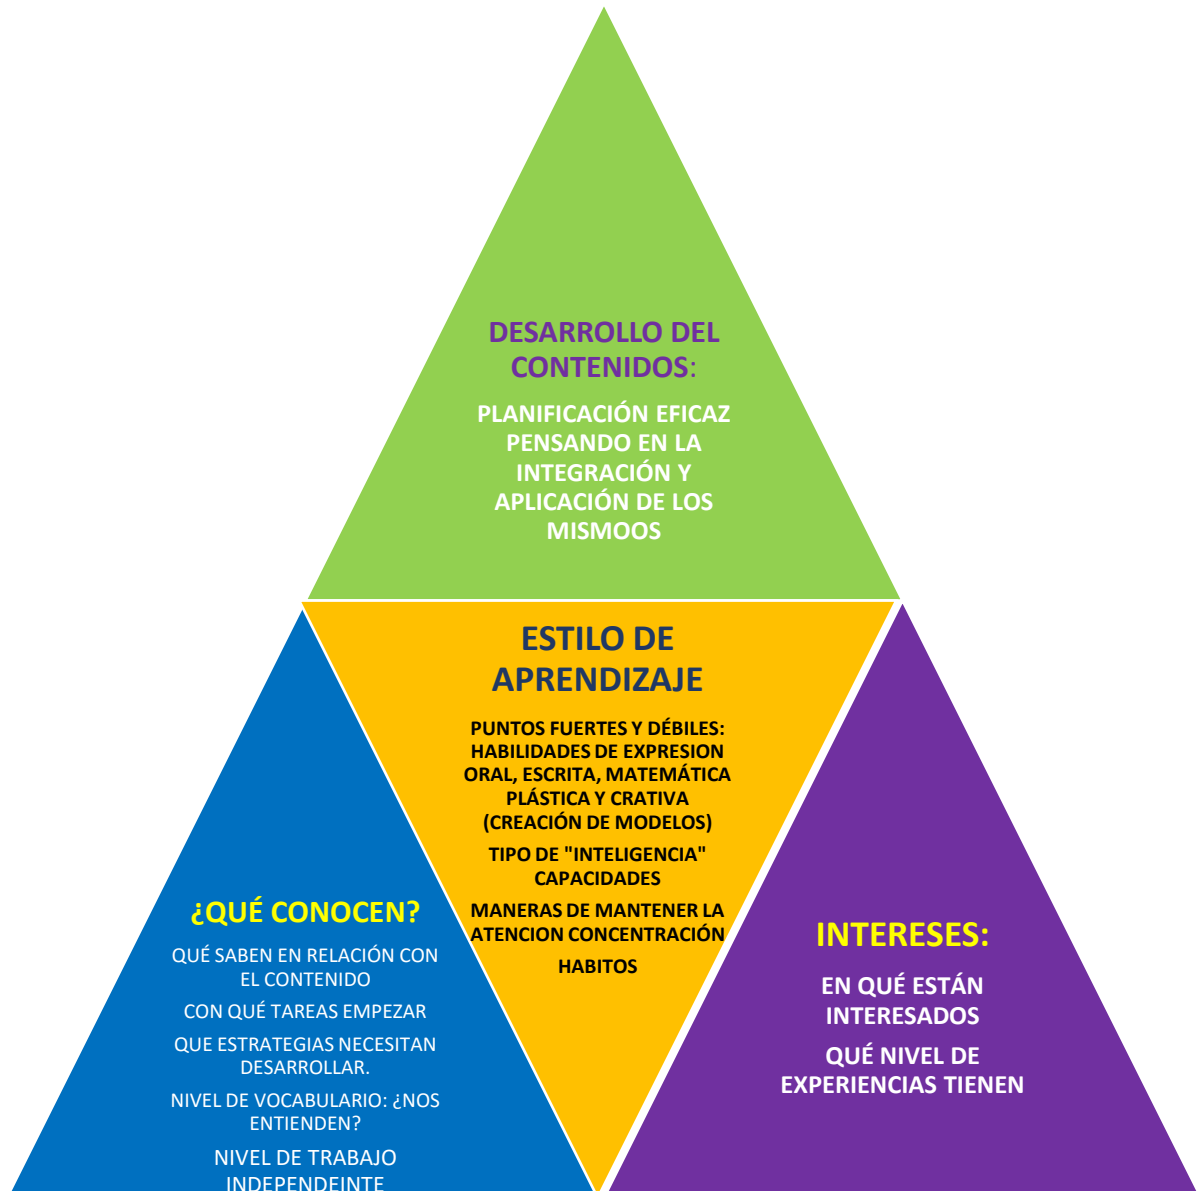 DESARROLLO DEL
CONTENIDOS:
PLANIFICACIÓN EFICAZ
PENSANDO EN LA
INTEGRACIÓN Y
APLICACIÓN DE LOS
MISMOOS
ESTILO DE
APRENDIZAJE
PUNTOS FUERTES Y DÉBILES:
HABILIDADES DE EXPRESION
ORAL, ESCRITA, MATEMÁTICA
PLÁSTICA Y CRATIVA
(CREACIÓN DE MODELOS)
TIPO DE "INTELIGENCIA"
CAPACIDADES
MANERAS DE MANTENER LA
ATENCION CONCENTRACIÓN
HABITOS
¿QUÉ CONOCEN?
QUÉ SABEN EN RELACIÓN CON
EL CONTENIDO
CON QUÉ TAREAS EMPEZAR
QUE ESTRATEGIAS NECESITAN
DESARROLLAR.
NIVEL DE VOCABULARIO: ¿NOS
ENTIENDEN?
NIVEL DE TRABAJO
INDEPENDEINTE
INTERESES:
EN QUÉ ESTÁN
INTERESADOS
QUÉ NIVEL DE
EXPERIENCIAS TIENEN